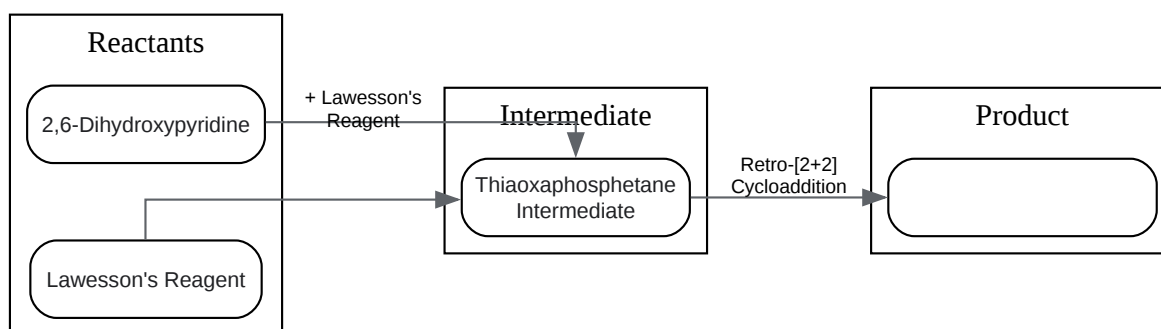 Reactants
2,6-Dihydroxypyridine
Lawesson's Reagent
+ Lawesson's
Reagent
Intermediate
Thiaoxaphosphetane
Intermediate
Retro-[2+2]
Cycloaddition
Product